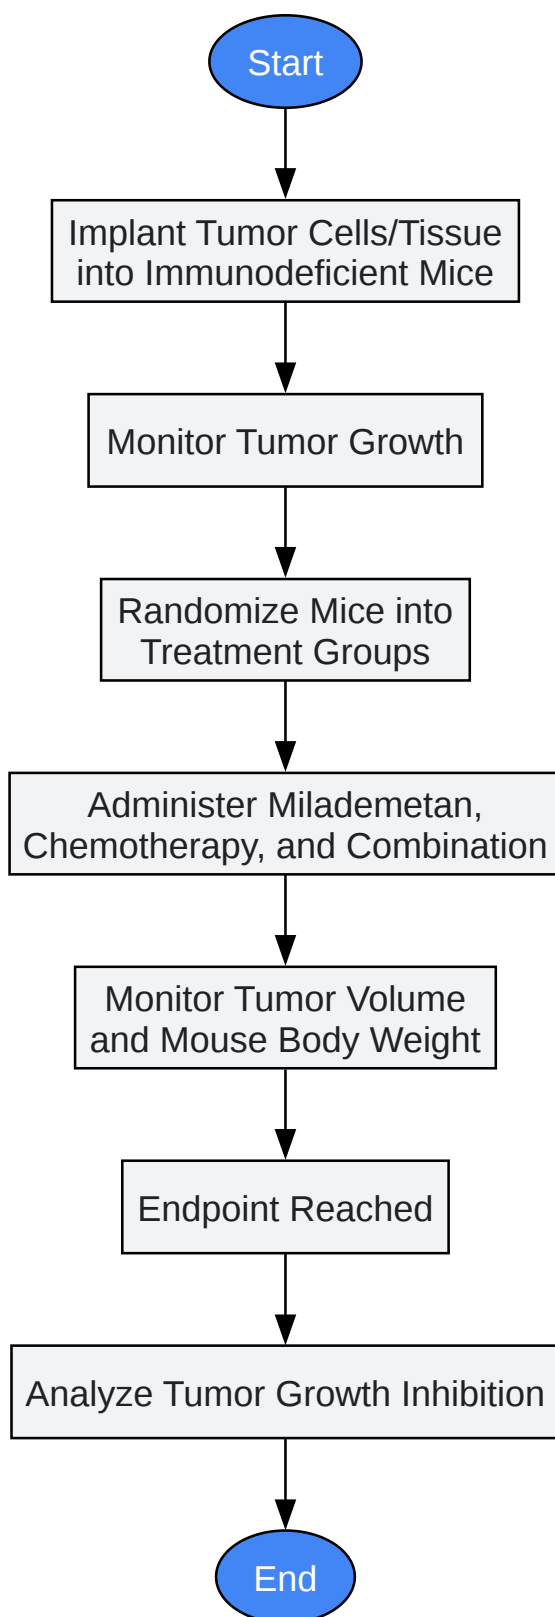 Start
Implant Tumor Cells/Tissue
into Immunodeficient Mice
Monitor Tumor Growth
Randomize Mice into
Treatment Groups
Administer Milademetan,
Chemotherapy, and Combination
Monitor Tumor Volume
and Mouse Body Weight
Endpoint Reached
Analyze Tumor Growth Inhibition
End